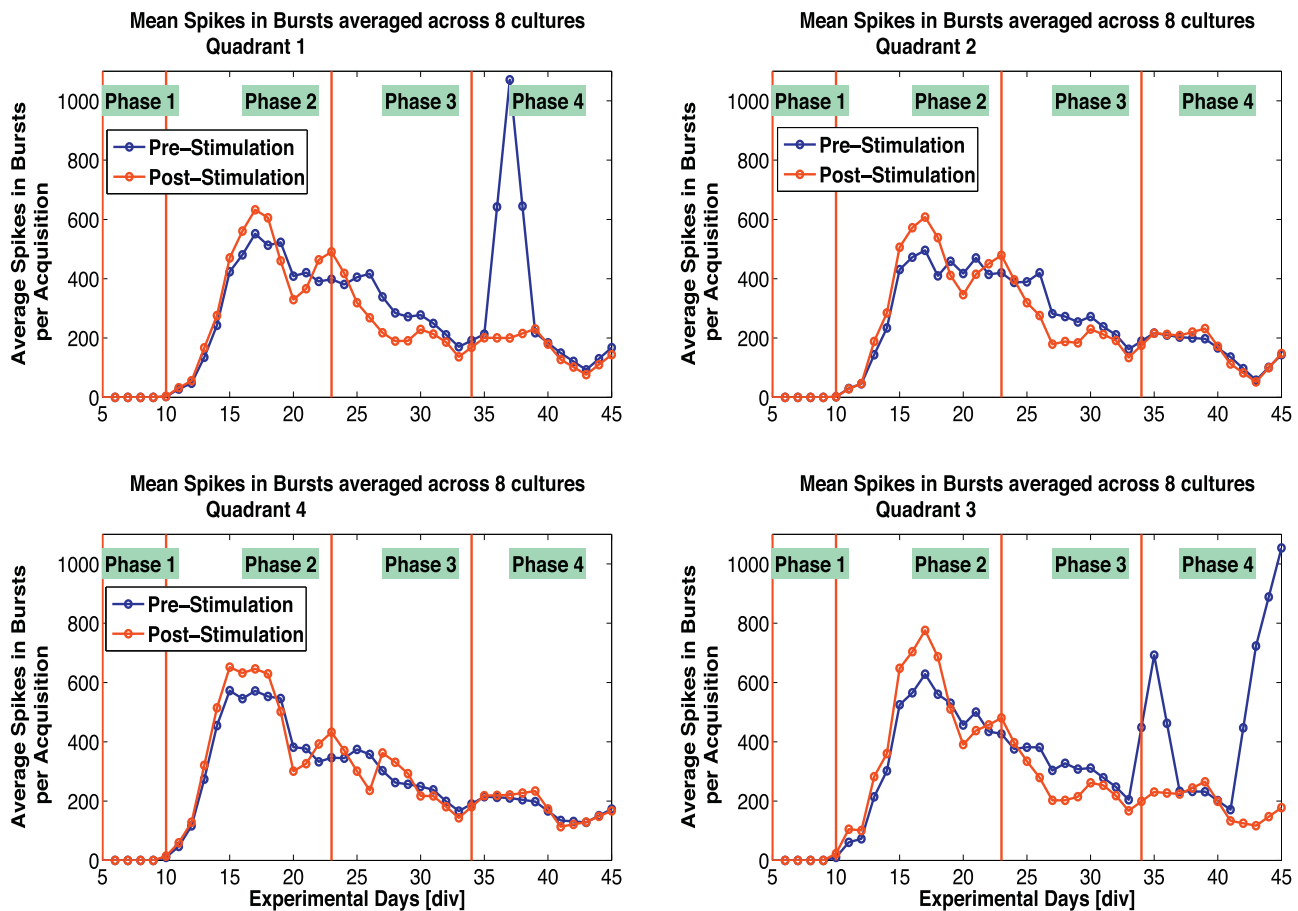 Mean Spikes in Bursts averaged across 8 cultures
Quadrant 1
Average Spikes in Bursts
per Acquisition
1000
800
600
400
200
0
Phase 1
Phase 2
Phase 3
Phase 4
Pre–Stimulation
Post–Stimulation
5 10 15 20 25 30 35 40 45
Mean Spikes in Bursts averaged across 8 cultures
Quadrant 2
Average Spikes in Bursts
per Acquisition
1000
800
600
400
200
0
Phase 1
Phase 2
Phase 3
Phase 4
Pre–Stimulation
Post–Stimulation
5 10 15 20 25 30 35 40 45
Mean Spikes in Bursts averaged across 8 cultures
Quadrant 4
Average Spikes in Bursts
per Acquisition
1000
800
600
400
200
0
Phase 1
Phase 2
Phase 3
Phase 4
Pre–Stimulation
Post–Stimulation
5 10 15 20 25 30 35 40 45
Experimental Days [div]
Mean Spikes in Bursts averaged across 8 cultures
Quadrant 3
Average Spikes in Bursts
per Acquisition
1000
800
600
400
200
0
Phase 1
Phase 2
Phase 3
Phase 4
5 10 15 20 25 30 35 40 45
Experimental Days [div]